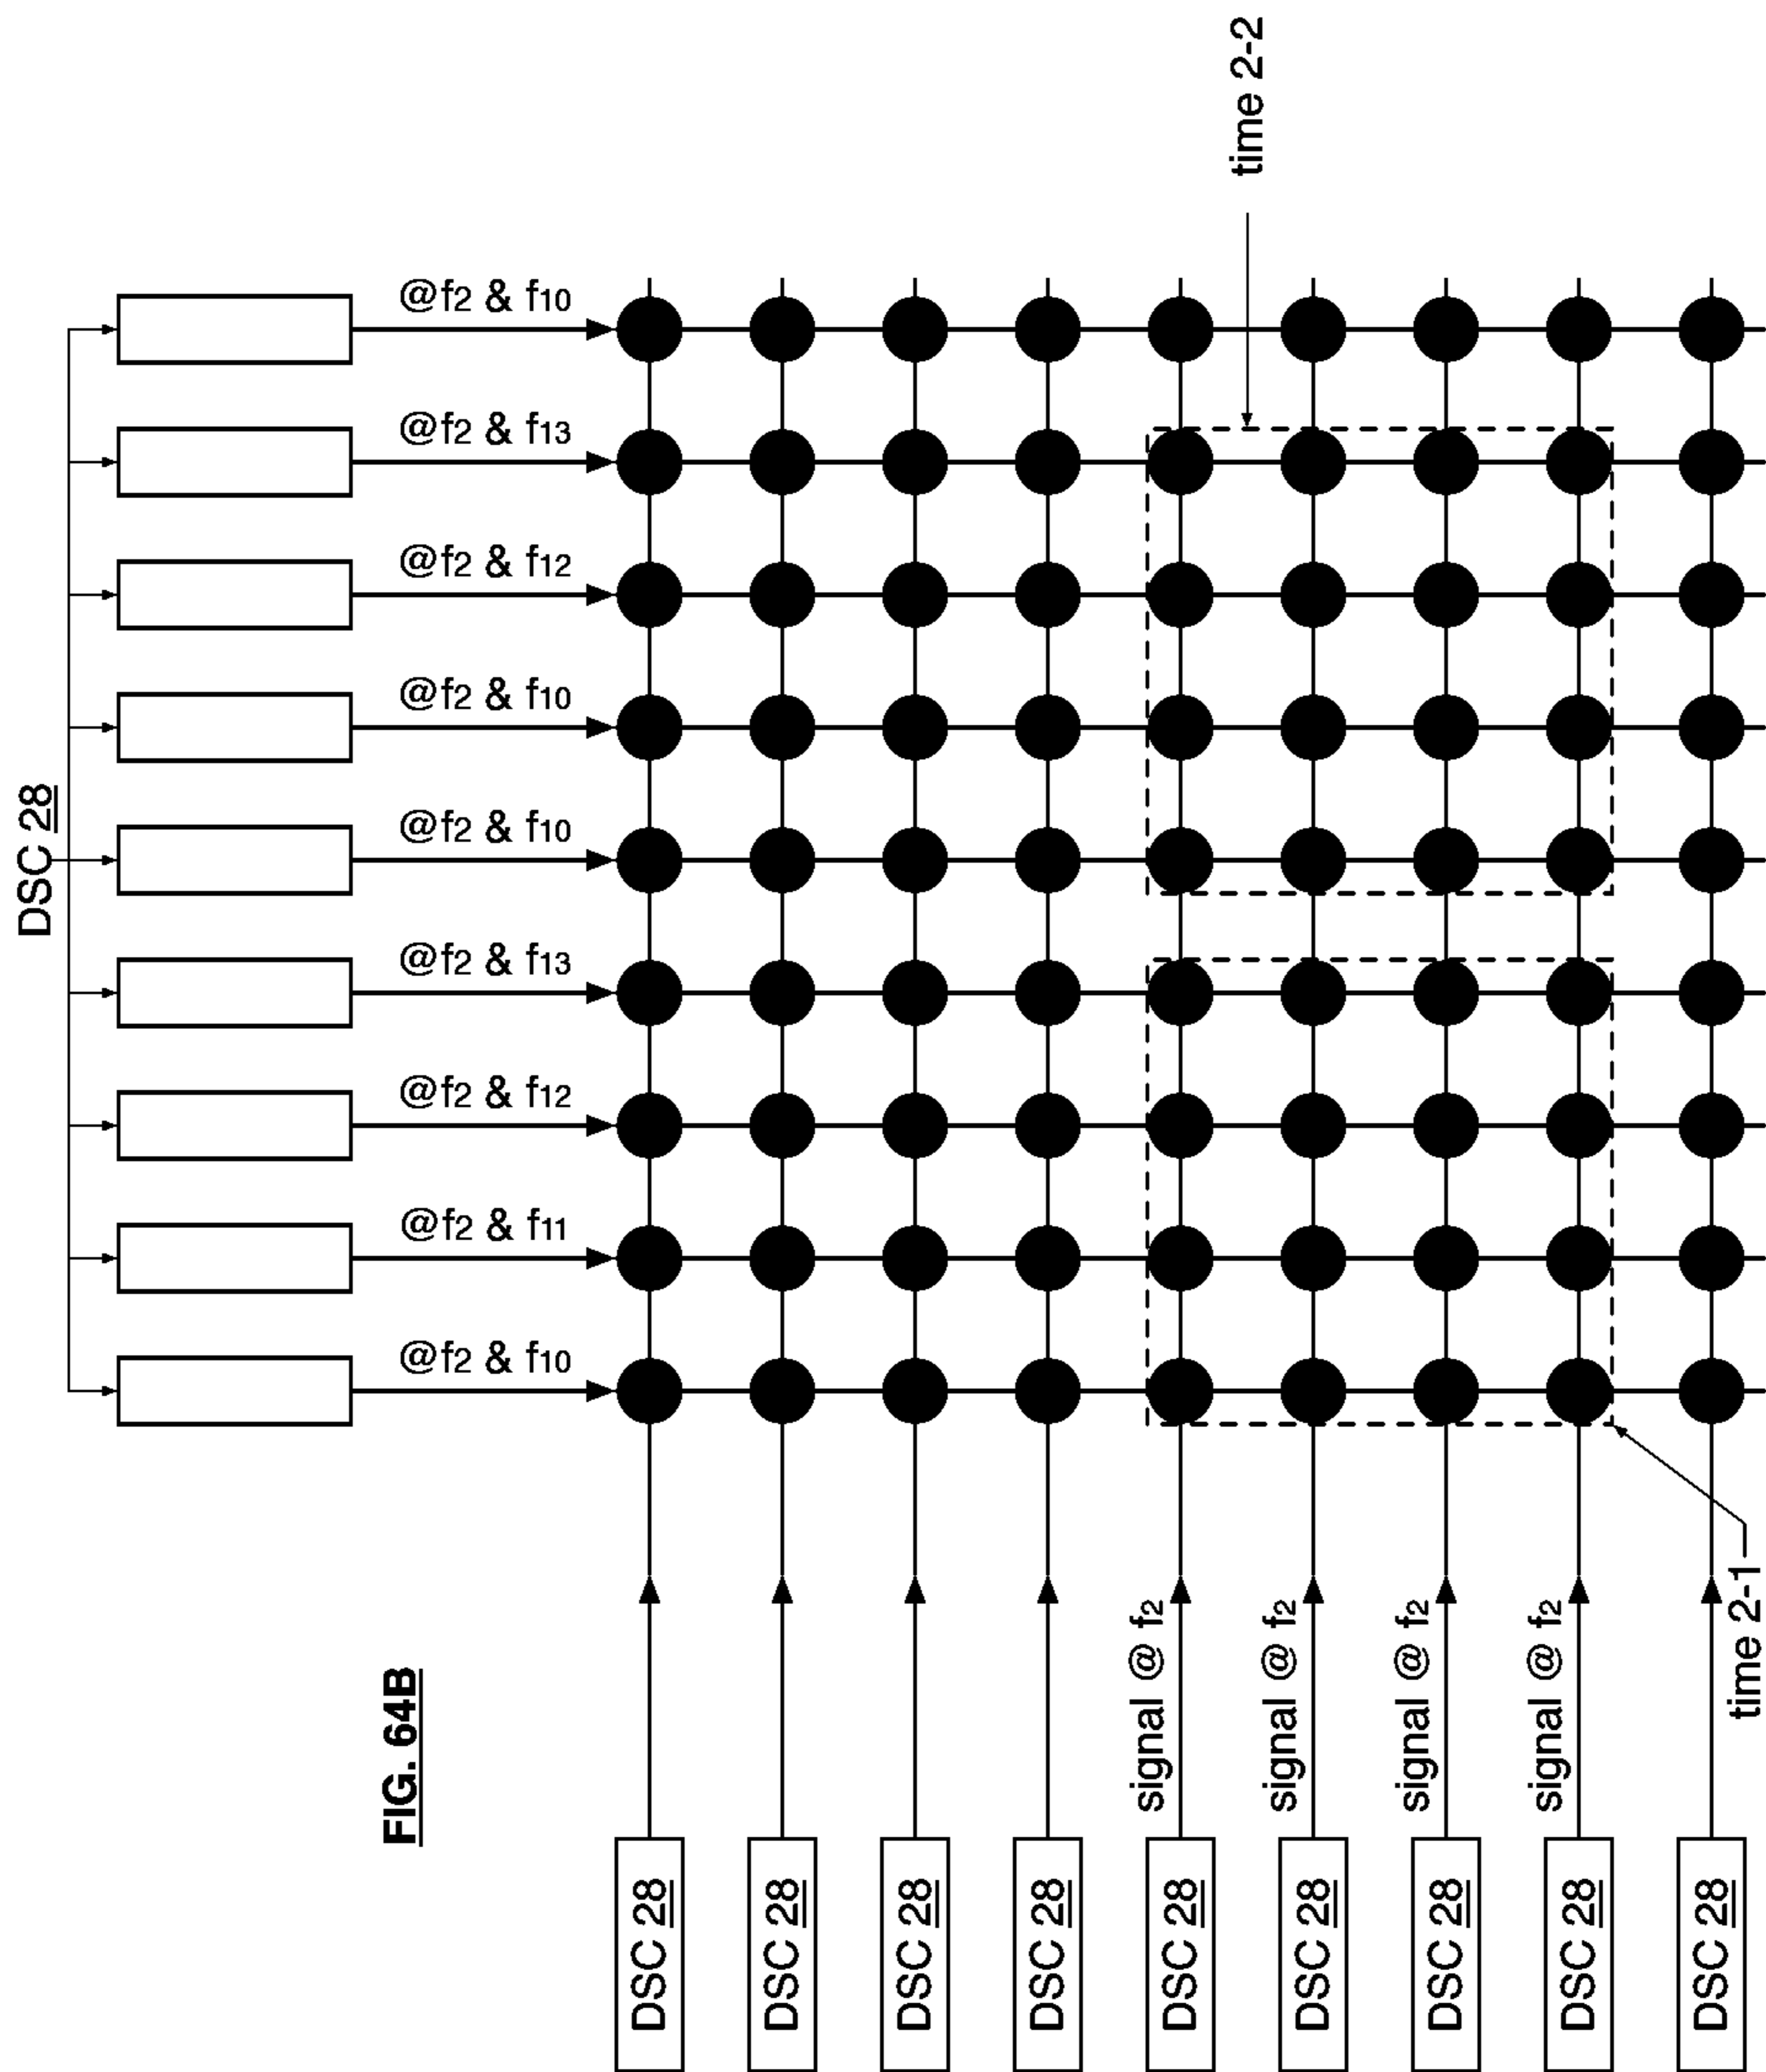 DSC 28
FIG. 64B
@f2 & f10
@f2 & f11
@f2 & f12
@f2 & f13
@f2 & f10
@f2 & f10
@f2 & f12
@f2 & f13
@f2 & f10
DSC 28
DSC 28
DSC 28
DSC 28
DSC 28
signal @ f2
time 2-2
DSC 28
signal @ f2
DSC 28
signal @ f2
DSC 28
signal @ f2
DSC 28
time 2-1